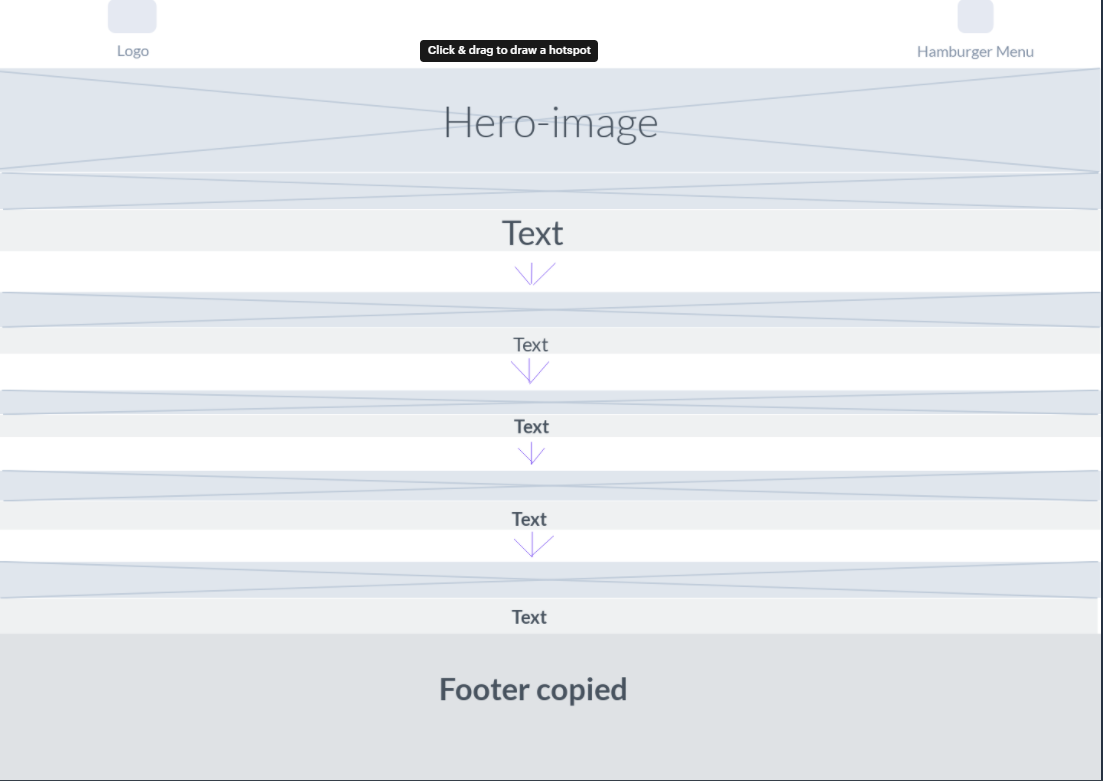 Logo
Click & drag to draw a hotspot
Hamburger Menu
Hero-image
Text
Text
Text
Text
Text
Footer copied